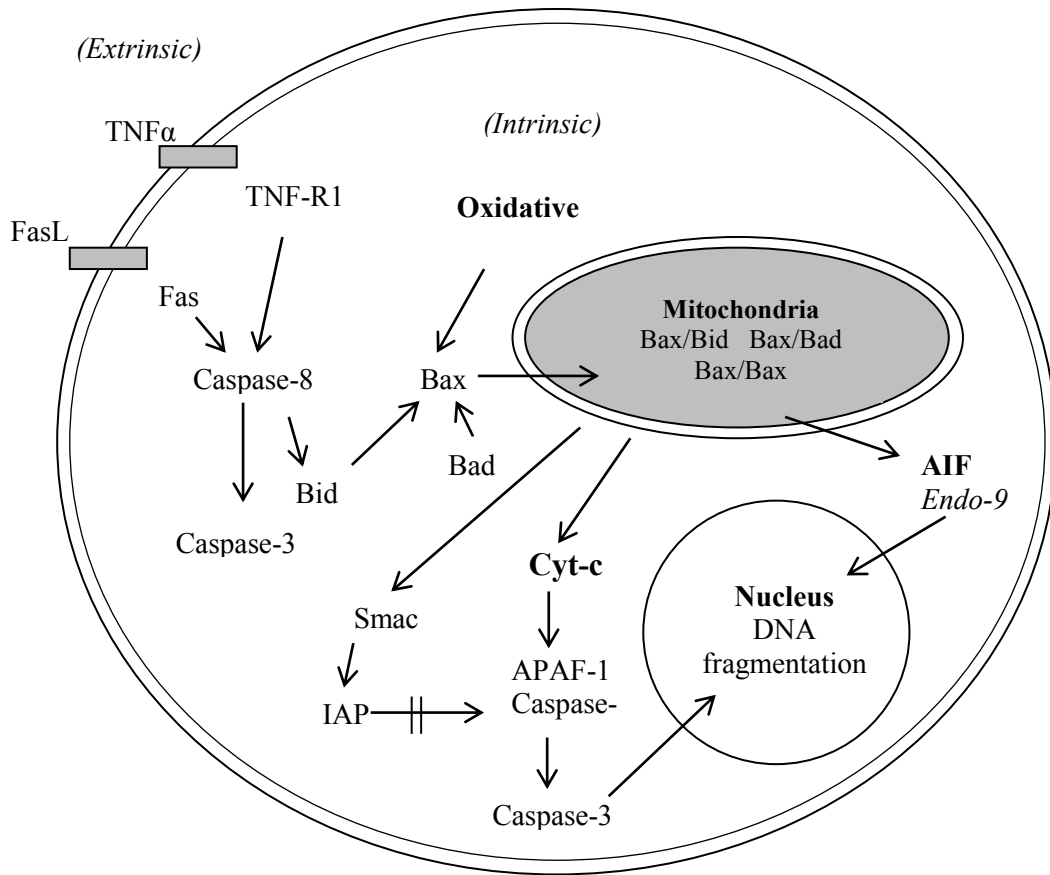 (Extrinsic)
TNFα
(Intrinsic)
TNF-R1
Oxidative
FasL
Fas
Mitochondria
Bax/Bid Bax/Bad
Bax/Bax
Caspase-8
Bax
Bad
Bid
AIF
Endo-9
Caspase-3
Cyt-c
Nucleus
DNA
fragmentation
Smac
APAF-1
Caspase-
IAP
Caspase-3